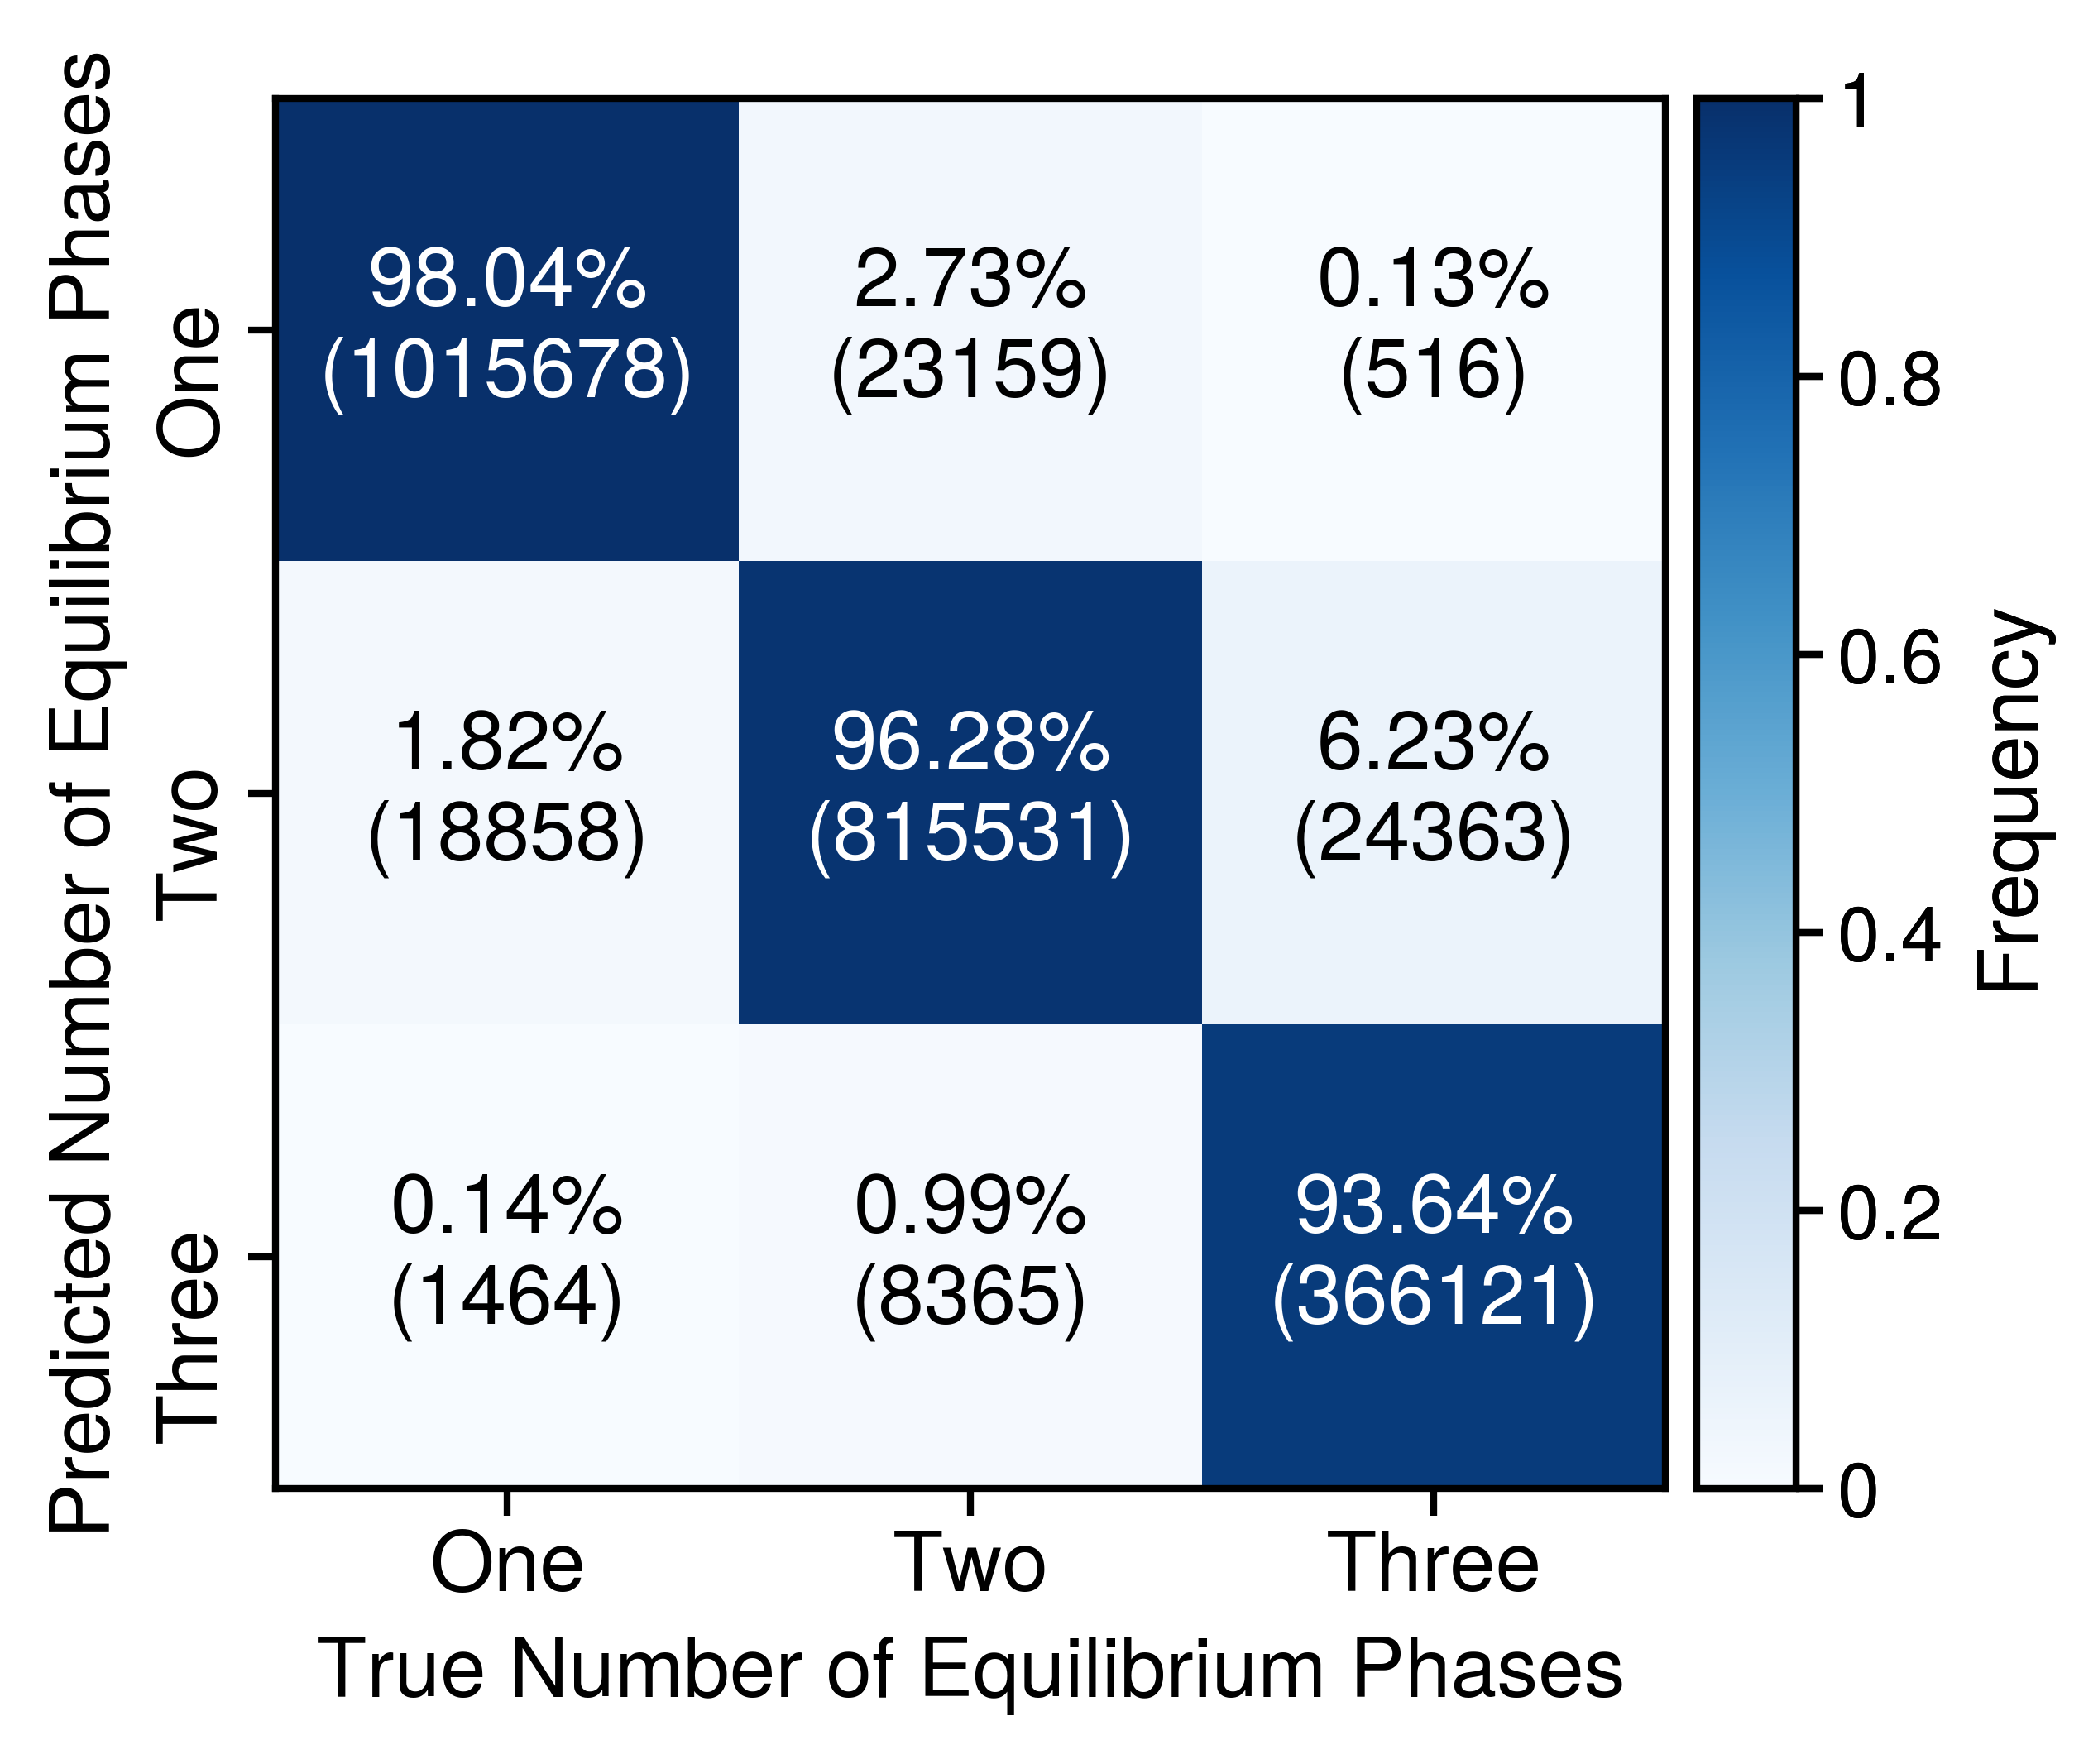 Predicted Number of Equilibrium Phases
One
Two
Three
98.04%
(1015678)
2.73%
(23159)
0.13%
(516)
1.82%
(18858)
96.28%
(815531)
6.23%
(24363)
0.14%
(1464)
0.99%
(8365)
93.64%
(366121)
One
Two
Three
True Number of Equilibrium Phases
1
0.8
0.6
0.4
0.2
0
Frequency